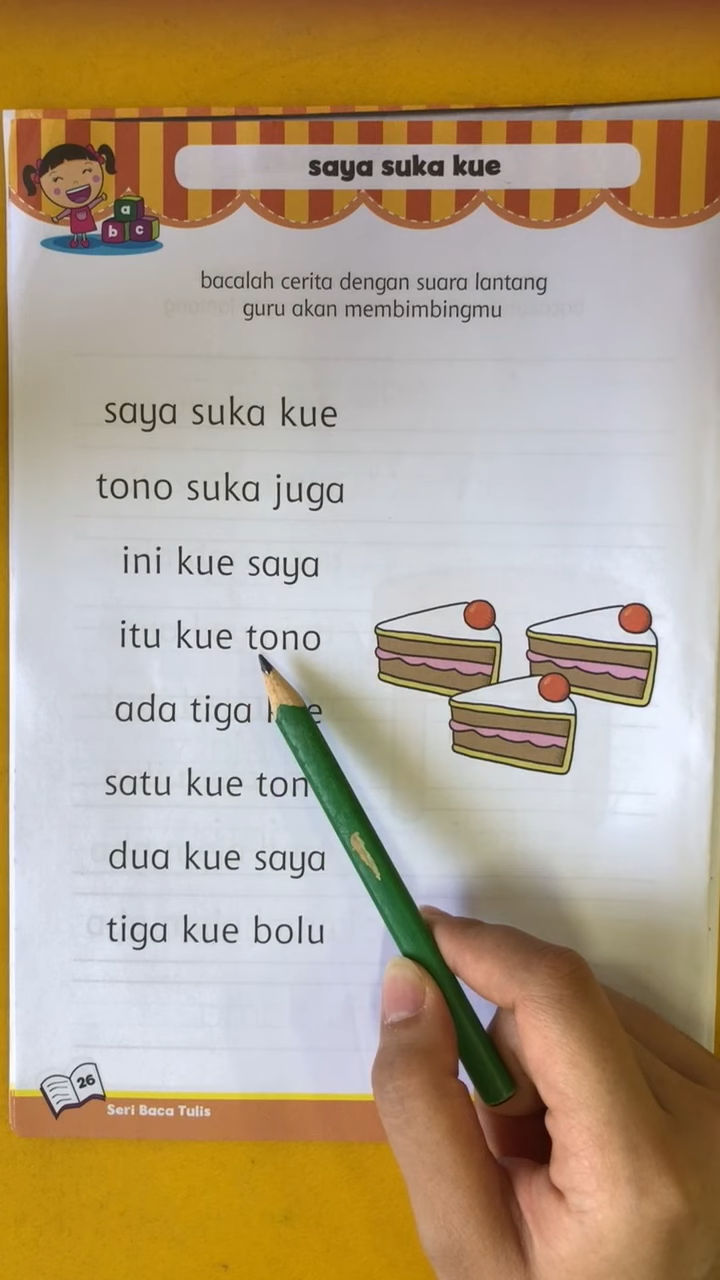 saya suka kue
a
b c
bacalah cerita dengan suara lantang
guru akan membimbingmu
saya suka kue
tono suka juga
ini kue saya
itu kue tono
ada tiga
satu kue ton
dua kue saya
tiga kue bolu
26
Seri Baca Tulis